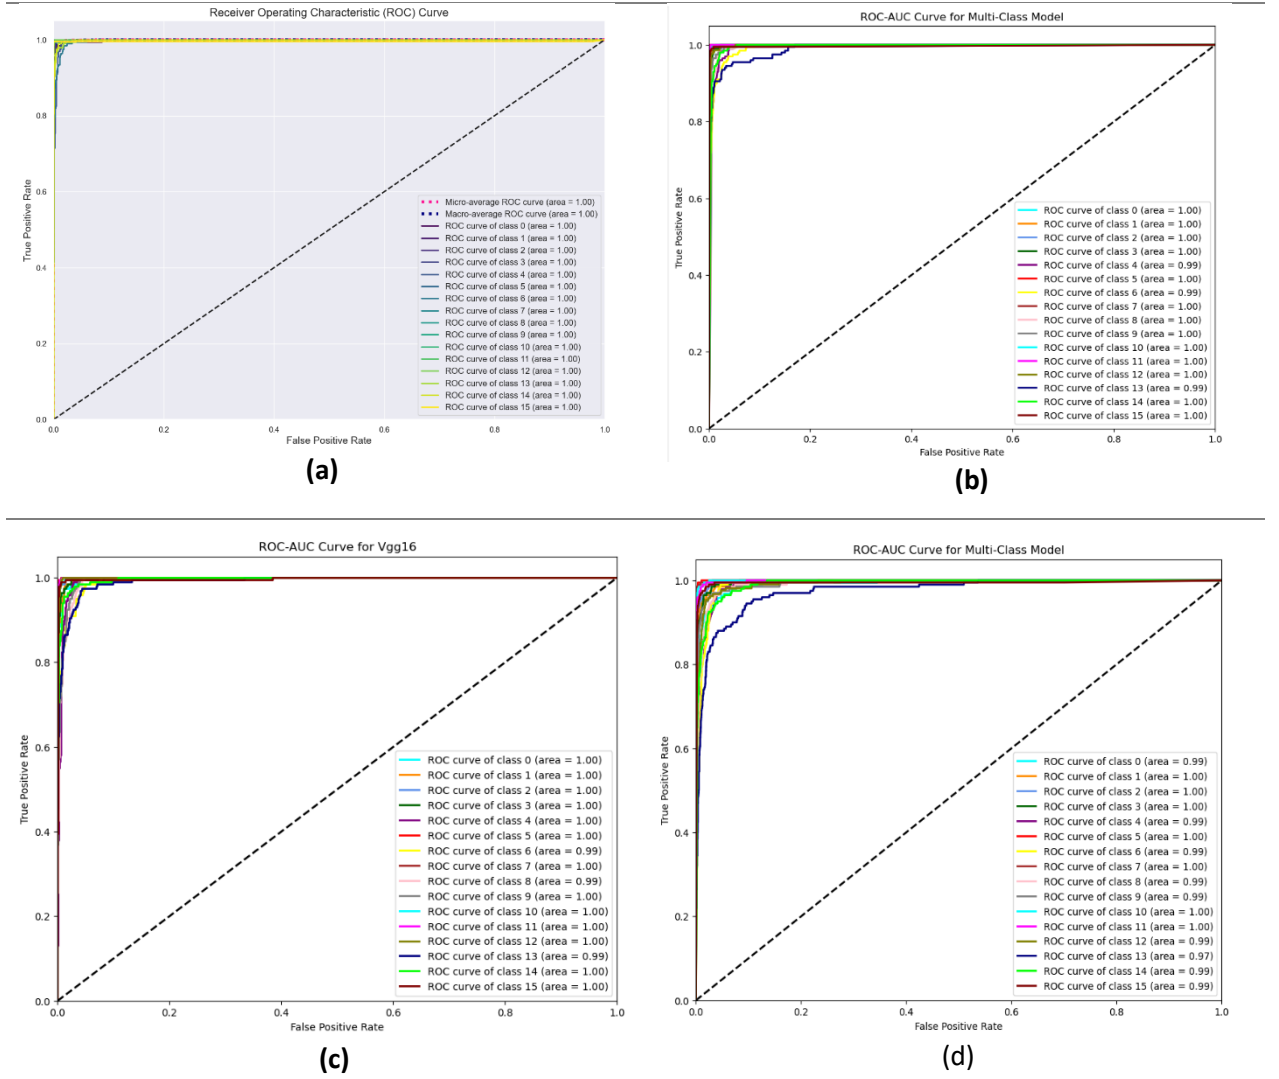 Receiver Operating Characteristic (ROC) Curve
1.0
0.8
0.6
0.4
0.2
0.0
True Positive Rate
Micro-average ROC curve (area = 1.00)
Macro-average ROC curve (area = 1.00)
ROC curve of class 0 (area = 1.00)
ROC curve of class 1 (area = 1.00)
ROC curve of class 2 (area = 1.00)
ROC curve of class 3 (area = 1.00)
ROC curve of class 4 (area = 1.00)
ROC curve of class 5 (area = 1.00)
ROC curve of class 6 (area = 1.00)
ROC curve of class 7 (area = 1.00)
ROC curve of class 8 (area = 1.00)
ROC curve of class 9 (area = 1.00)
ROC curve of class 10 (area = 1.00)
ROC curve of class 11 (area = 1.00)
ROC curve of class 12 (area = 1.00)
ROC curve of class 13 (area = 1.00)
ROC curve of class 14 (area = 1.00)
ROC curve of class 15 (area = 1.00)
0.0 0.2 0.4 0.6 0.8 1.0
False Positive Rate
(a)
ROC-AUC Curve for Multi-Class Model
1.0
0.8
0.6
0.4
0.2
0.0
True Positive Rate
ROC curve of class 0 (area = 1.00)
ROC curve of class 1 (area = 1.00)
ROC curve of class 2 (area = 1.00)
ROC curve of class 3 (area = 1.00)
ROC curve of class 4 (area = 0.99)
ROC curve of class 5 (area = 1.00)
ROC curve of class 6 (area = 0.99)
ROC curve of class 7 (area = 1.00)
ROC curve of class 8 (area = 1.00)
ROC curve of class 9 (area = 1.00)
ROC curve of class 10 (area = 1.00)
ROC curve of class 11 (area = 1.00)
ROC curve of class 12 (area = 1.00)
ROC curve of class 13 (area = 0.99)
ROC curve of class 14 (area = 1.00)
ROC curve of class 15 (area = 1.00)
0.0 0.2 0.4 0.6 0.8 1.0
False Positive Rate
(b)
ROC-AUC Curve for Vgg16
1.0
0.8
0.6
0.4
0.2
0.0
True Positive Rate
ROC curve of class 0 (area = 1.00)
ROC curve of class 1 (area = 1.00)
ROC curve of class 2 (area = 1.00)
ROC curve of class 3 (area = 1.00)
ROC curve of class 4 (area = 1.00)
ROC curve of class 5 (area = 1.00)
ROC curve of class 6 (area = 0.99)
ROC curve of class 7 (area = 1.00)
ROC curve of class 8 (area = 0.99)
ROC curve of class 9 (area = 1.00)
ROC curve of class 10 (area = 1.00)
ROC curve of class 11 (area = 1.00)
ROC curve of class 12 (area = 1.00)
ROC curve of class 13 (area = 0.99)
ROC curve of class 14 (area = 1.00)
ROC curve of class 15 (area = 1.00)
0.0 0.2 0.4 0.6 0.8 1.0
False Positive Rate
(c)
ROC-AUC Curve for Multi-Class Model
1.0
0.8
0.6
0.4
0.2
0.0
True Positive Rate
ROC curve of class 0 (area = 0.99)
ROC curve of class 1 (area = 1.00)
ROC curve of class 2 (area = 1.00)
ROC curve of class 3 (area = 1.00)
ROC curve of class 4 (area = 0.99)
ROC curve of class 5 (area = 1.00)
ROC curve of class 6 (area = 0.99)
ROC curve of class 7 (area = 1.00)
ROC curve of class 8 (area = 0.99)
ROC curve of class 9 (area = 0.99)
ROC curve of class 10 (area = 1.00)
ROC curve of class 11 (area = 1.00)
ROC curve of class 12 (area = 0.99)
ROC curve of class 13 (area = 0.97)
ROC curve of class 14 (area = 0.99)
ROC curve of class 15 (area = 0.99)
0.0 0.2 0.4 0.6 0.8 1.0
False Positive Rate
(d)